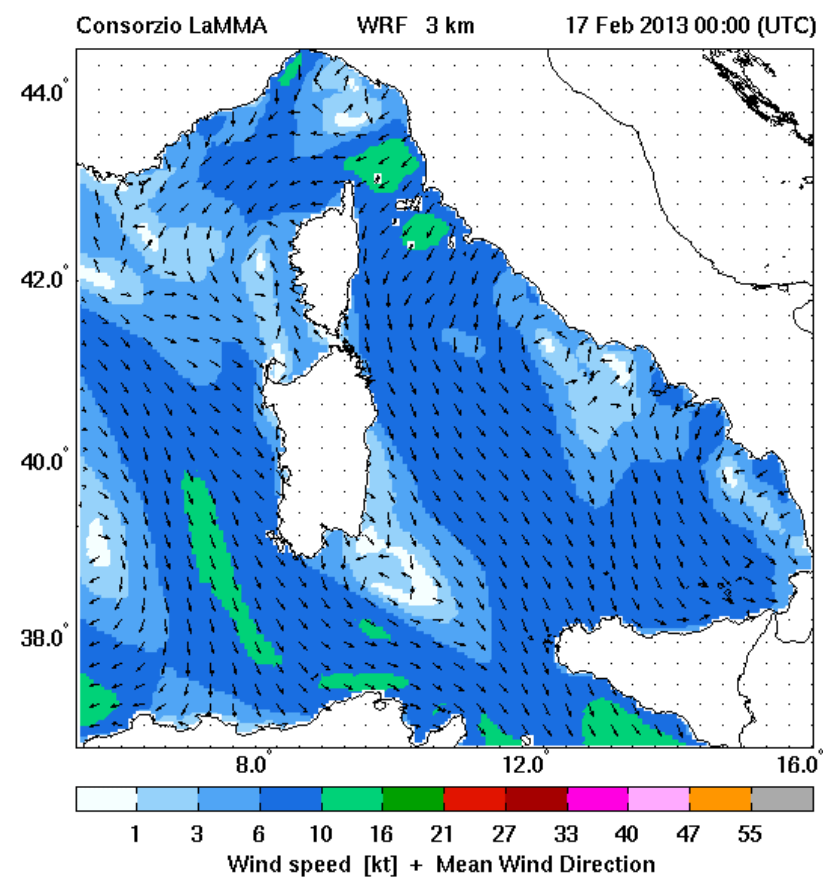 Consorzio LaMMA WRF 3 km 17 Feb 2013 00:00 (UTC)
44.0°
42.0°
40.0°
38.0°
8.0° 12.0° 16.0°
1 3 6 10 16 21 27 33 40 47 55
Wind speed [kt] + Mean Wind Direction